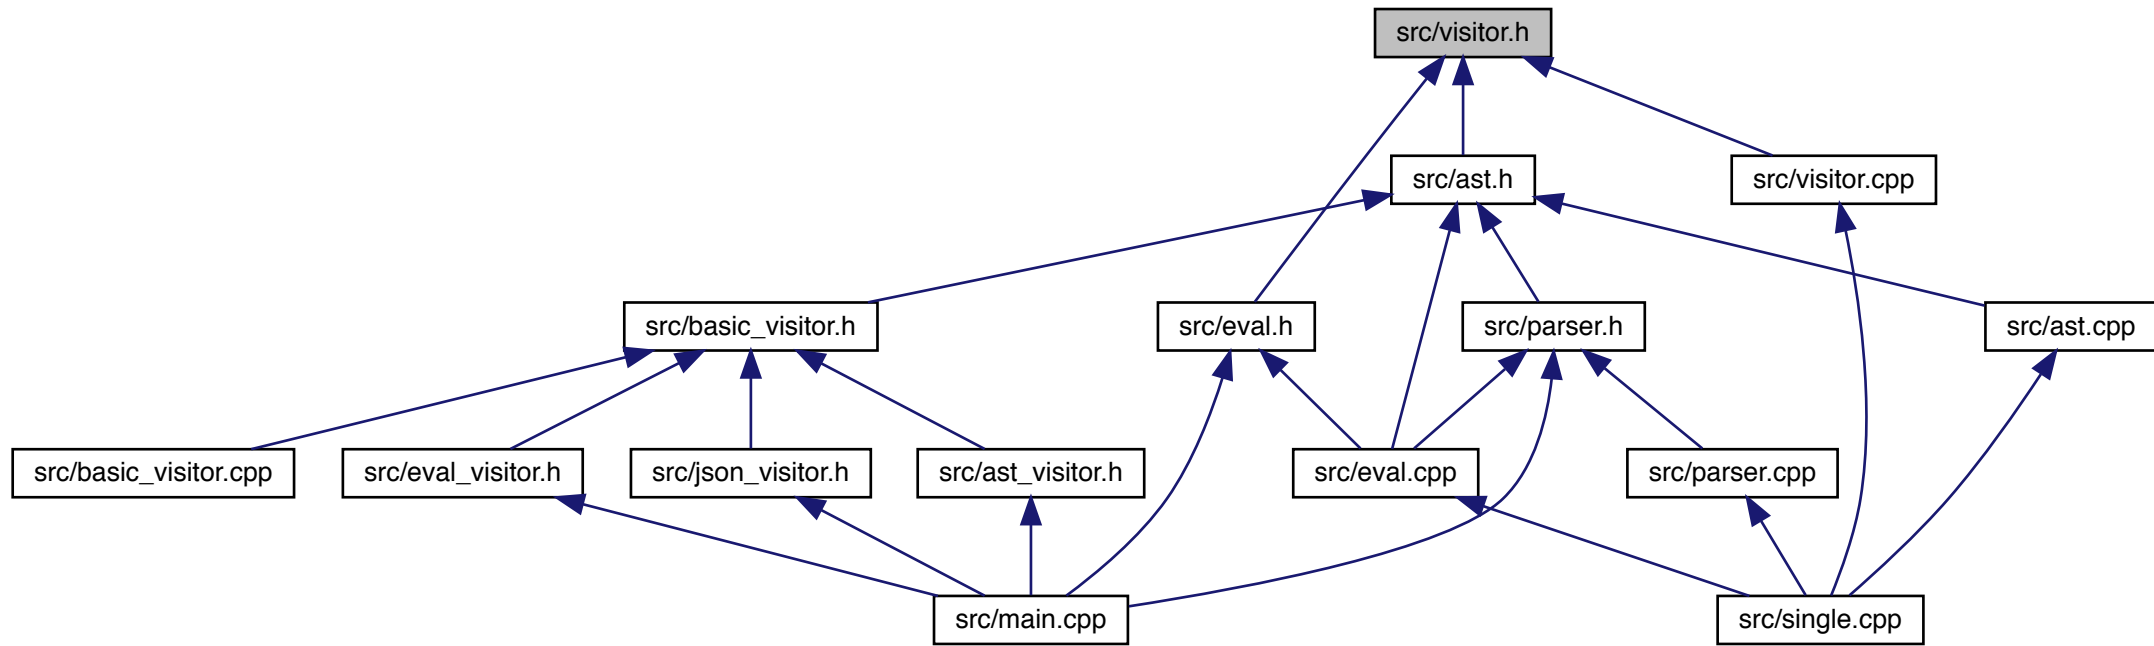 src/visitor.h
src/ast.h
src/visitor.cpp
src/basic_visitor.h
src/eval.h
src/parser.h
src/ast.cpp
src/basic_visitor.cpp
src/eval_visitor.h
src/json_visitor.h
src/ast_visitor.h
src/eval.cpp
src/parser.cpp
src/main.cpp
src/single.cpp